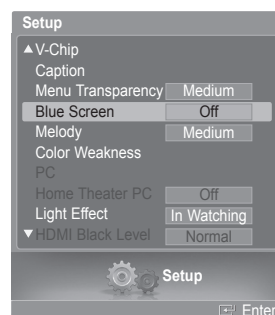 Setup
▲V-Chip
Caption
Menu Transparency Medium
Blue Screen Off
Melody Medium
Color Weakness
PC
Home Theater PC Off
Light Effect In Watching
▼HDMI Black Level Normal
Setup
Enter